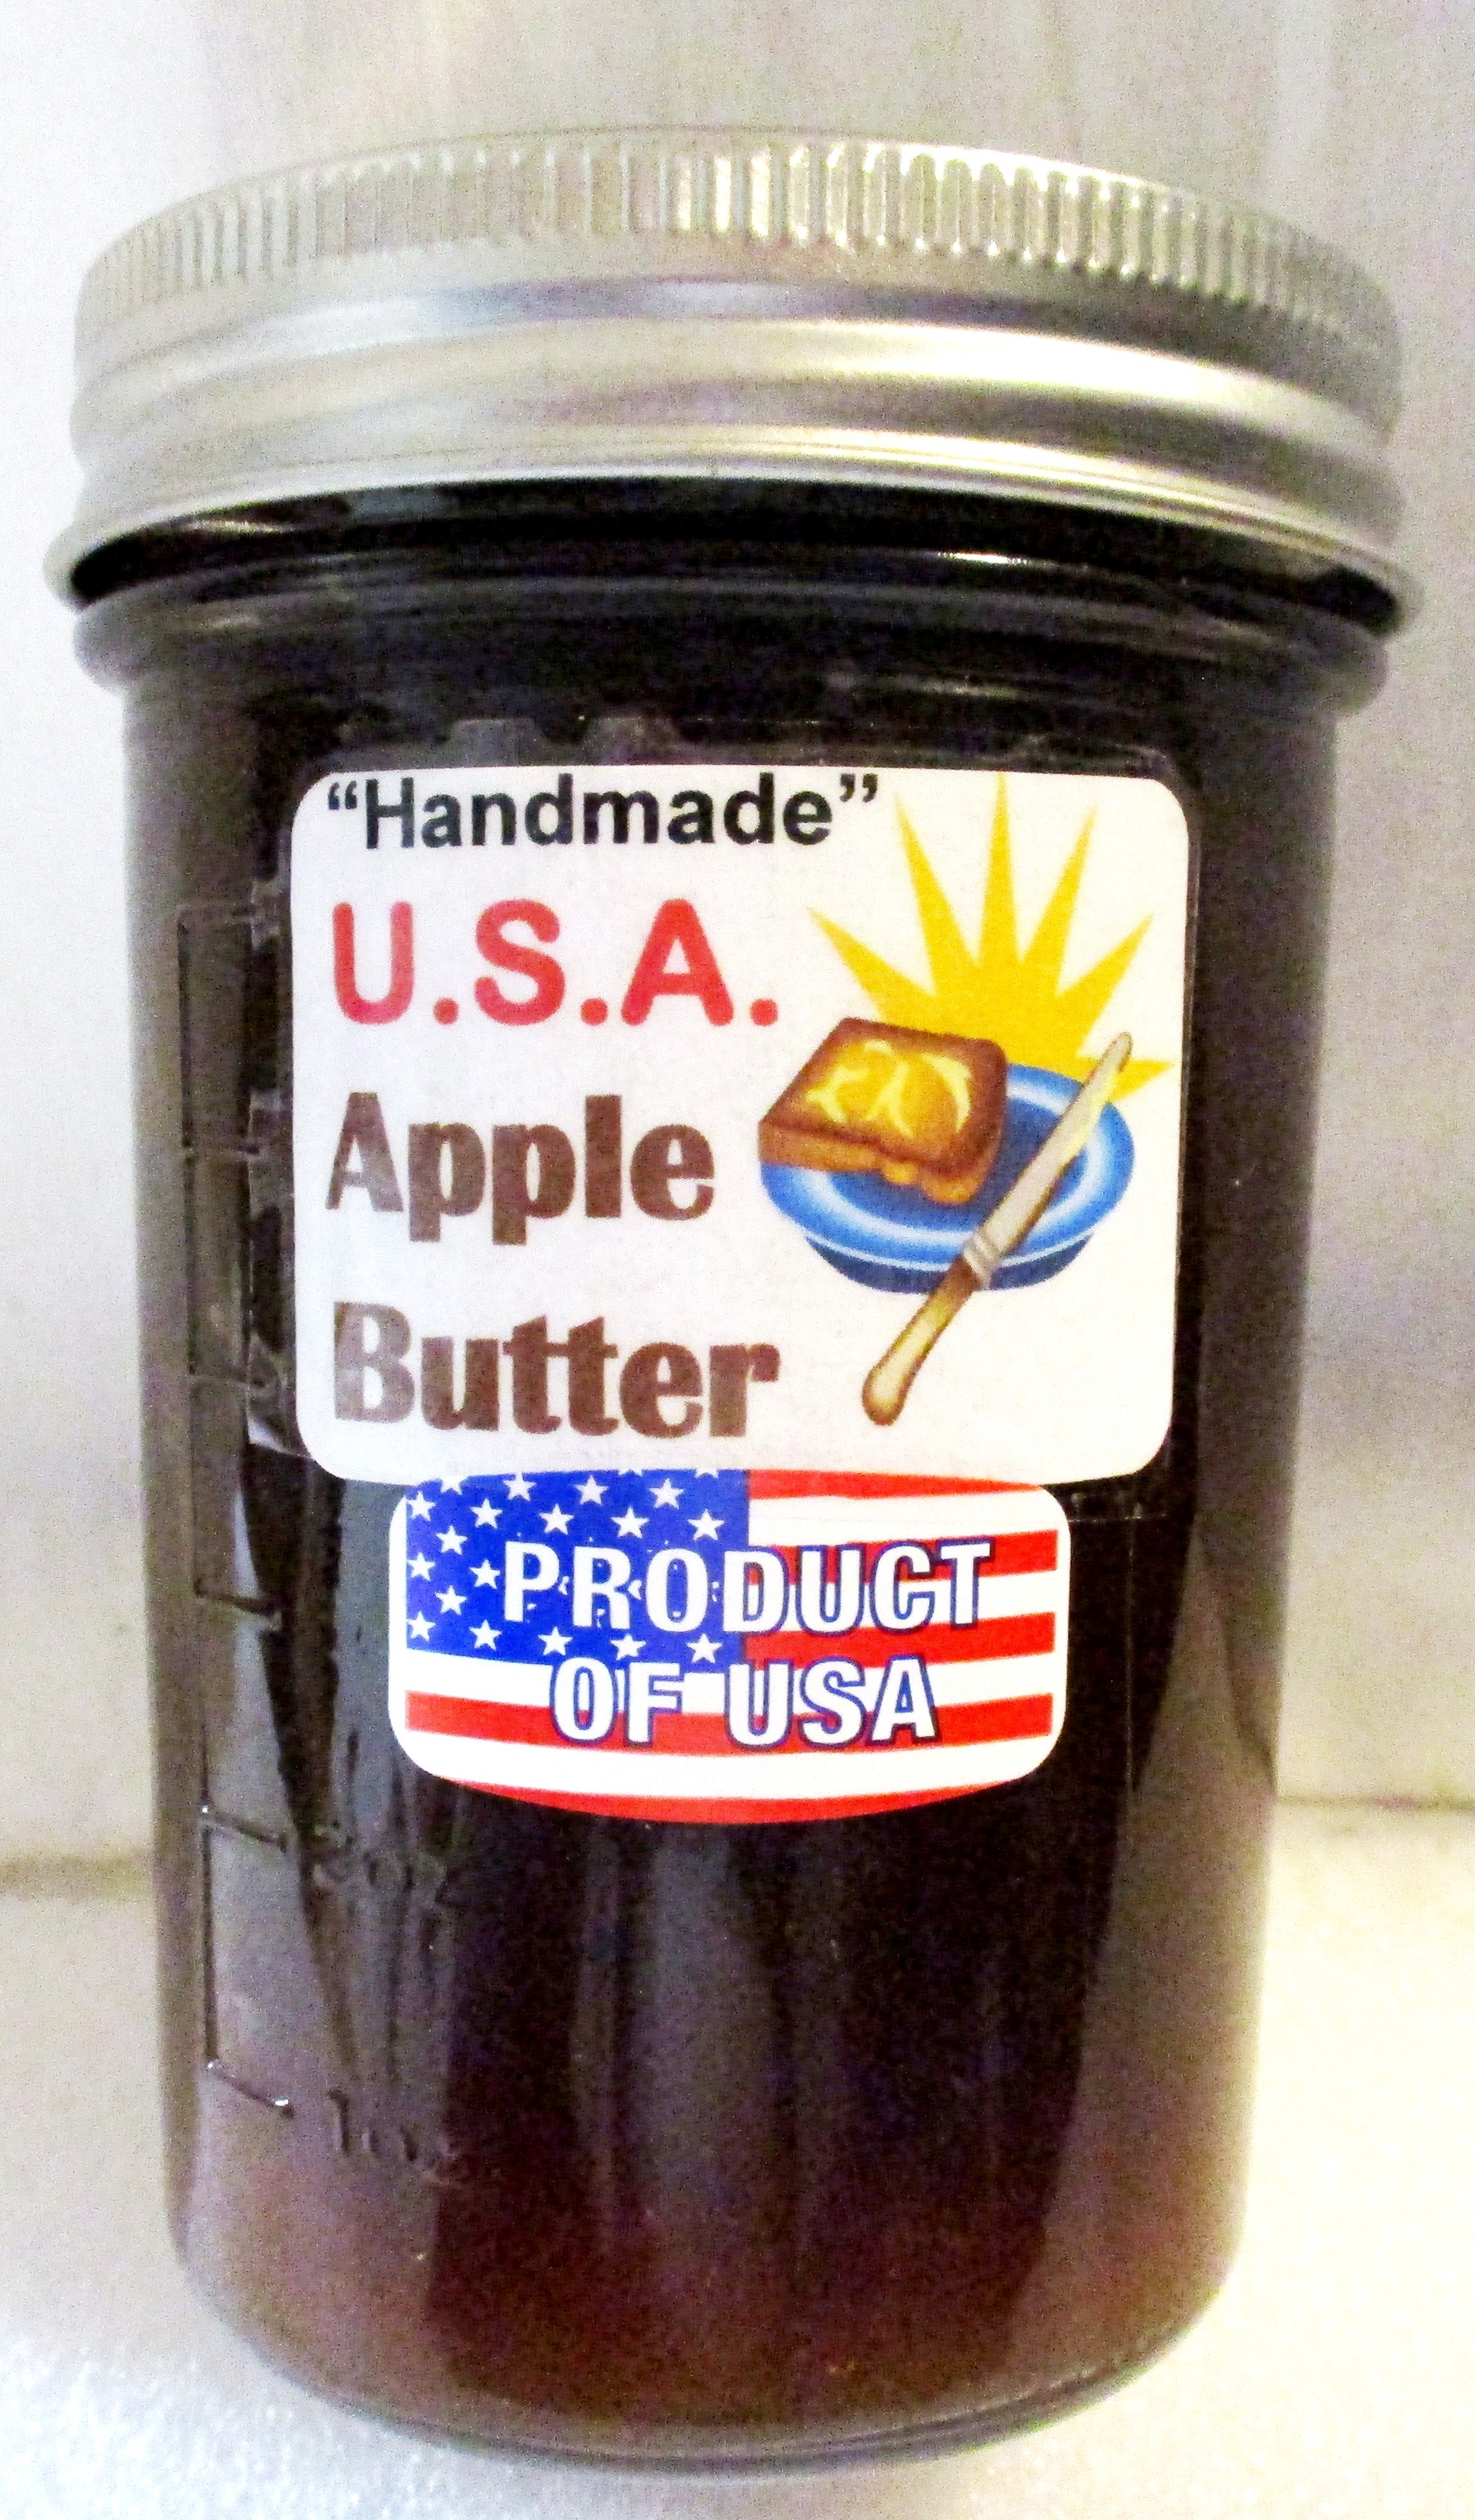 “Handmade”
U.S.A.
Apple
Butter
PRODUCT
OF USA